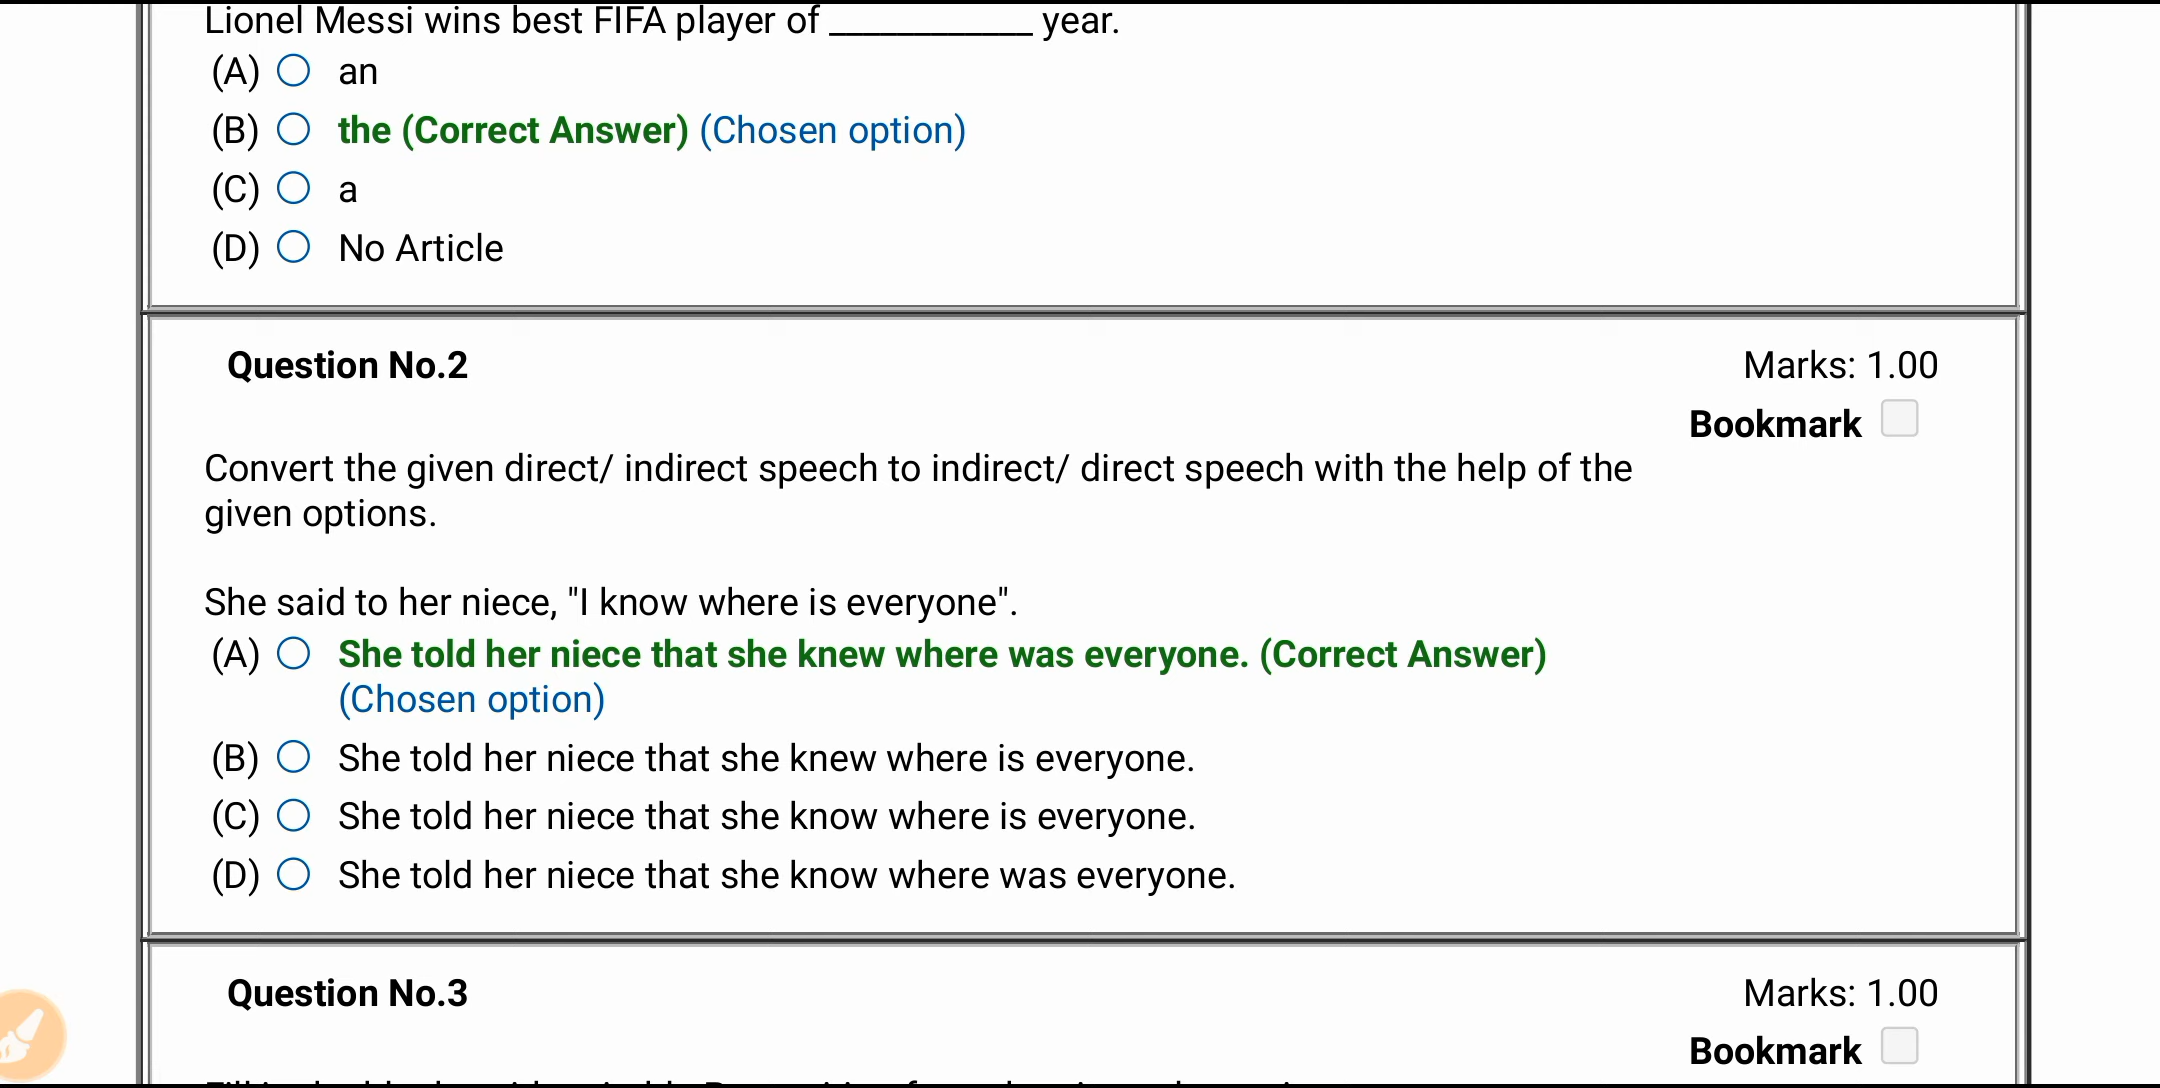 Lionel Messi wins best FIFA player of ___________ year.
(A) an
(B) the (Correct Answer) (Chosen option)
(C) a
(D) No Article
Question No.2 Marks: 1.00
Bookmark
Convert the given direct/ indirect speech to indirect/ direct speech with the help of the
given options.
She said to her niece, "I know where is everyone".
(A) She told her niece that she knew where was everyone. (Correct Answer)
(Chosen option)
(B) She told her niece that she knew where is everyone.
(C) She told her niece that she know where is everyone.
(D) She told her niece that she know where was everyone.
Question No.3 Marks: 1.00
Bookmark